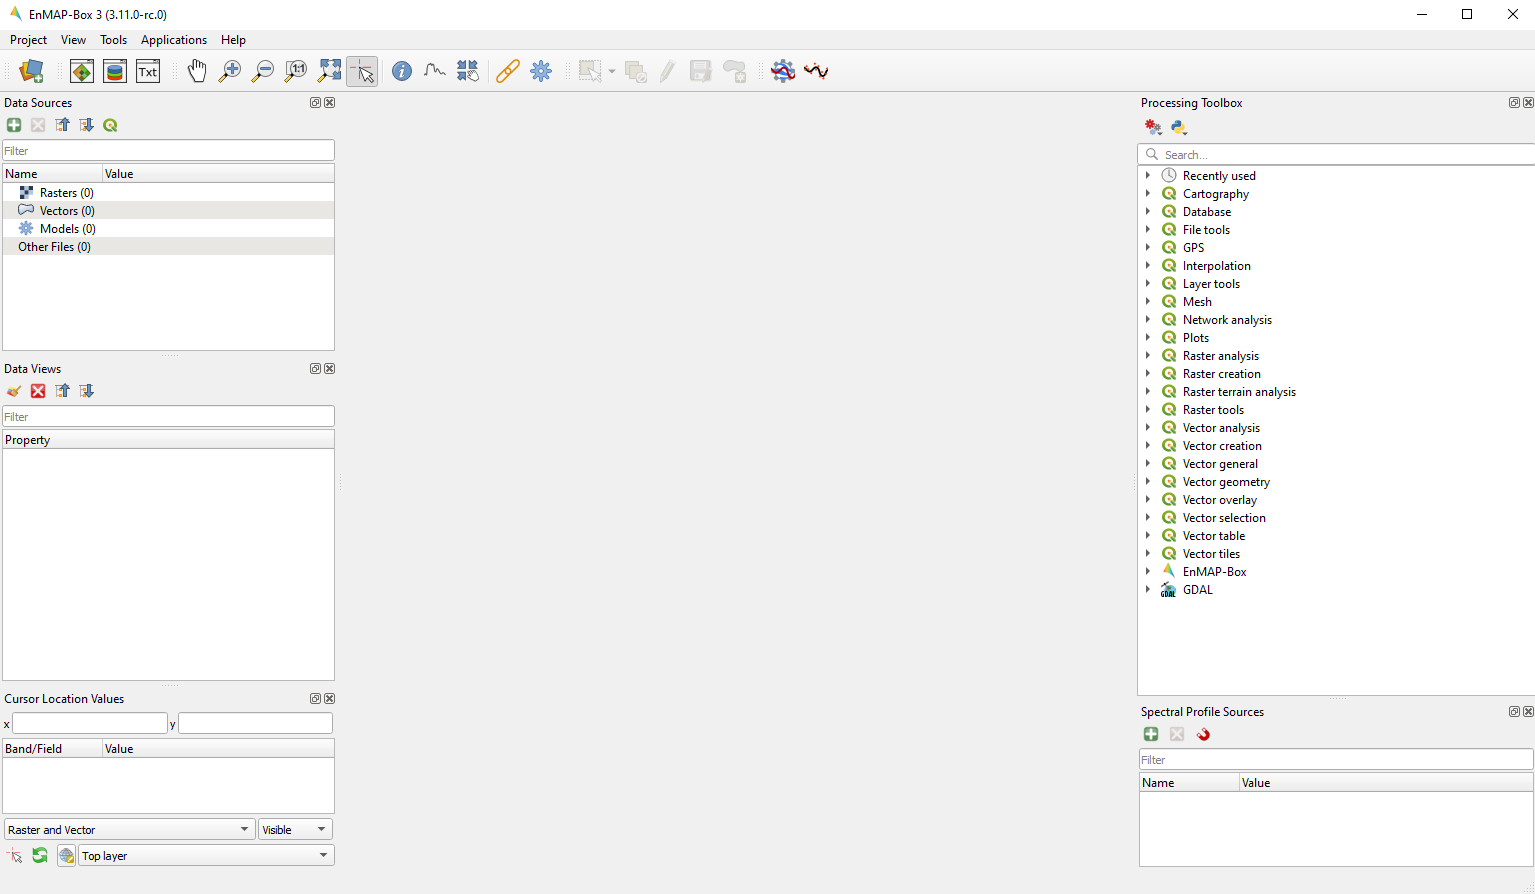 EnMAP-Box 3 (3.11.0-rc.0)
Project View Tools Applications Help
1:1
Txt
Data Sources
Filter
Name Value
Rasters (0)
Vectors (0)
Models (0)
Other Files (0)
Data Views
Filter
Property
Cursor Location Values
x y
Band/Field Value
Raster and Vector Visible
Top layer
Processing Toolbox
Search...
Recently used
Cartography
Database
File tools
GPS
Interpolation
Layer tools
Mesh
Network analysis
Plots
Raster analysis
Raster creation
Raster terrain analysis
Raster tools
Vector analysis
Vector creation
Vector general
Vector geometry
Vector overlay
Vector selection
Vector table
Vector tiles
EnMAP-Box
GDAL GDAL
Spectral Profile Sources
Filter
Name Value